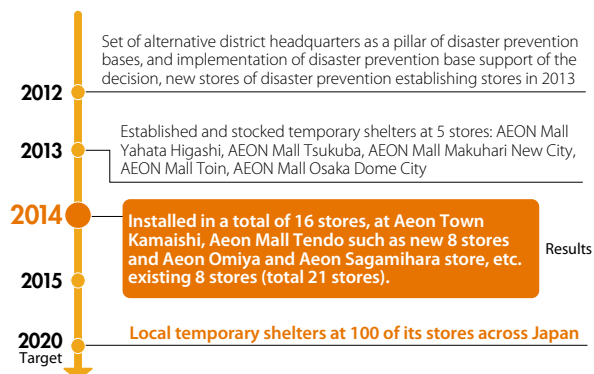 Set of alternative district headquarters as a pillar of disaster prevention
bases, and implementation of disaster prevention base support of the
decision, new stores of disaster prevention establishing stores in 2013
2012
Established and stocked temporary shelters at 5 stores: AEON Mall
Yahata Higashi, AEON Mall Tsukuba, AEON Mall Makuhari New City,
AEON Mall Toin, AEON Mall Osaka Dome City
2013
2014
Installed in a total of 16 stores, at Aeon Town
Kamaishi, Aeon Mall Tendo such as new 8 stores
and Aeon Omiya and Aeon Sagamihara store, etc.
existing 8 stores (total 21 stores).
Results
2015
Local temporary shelters at 100 of its stores across Japan
2020
Target